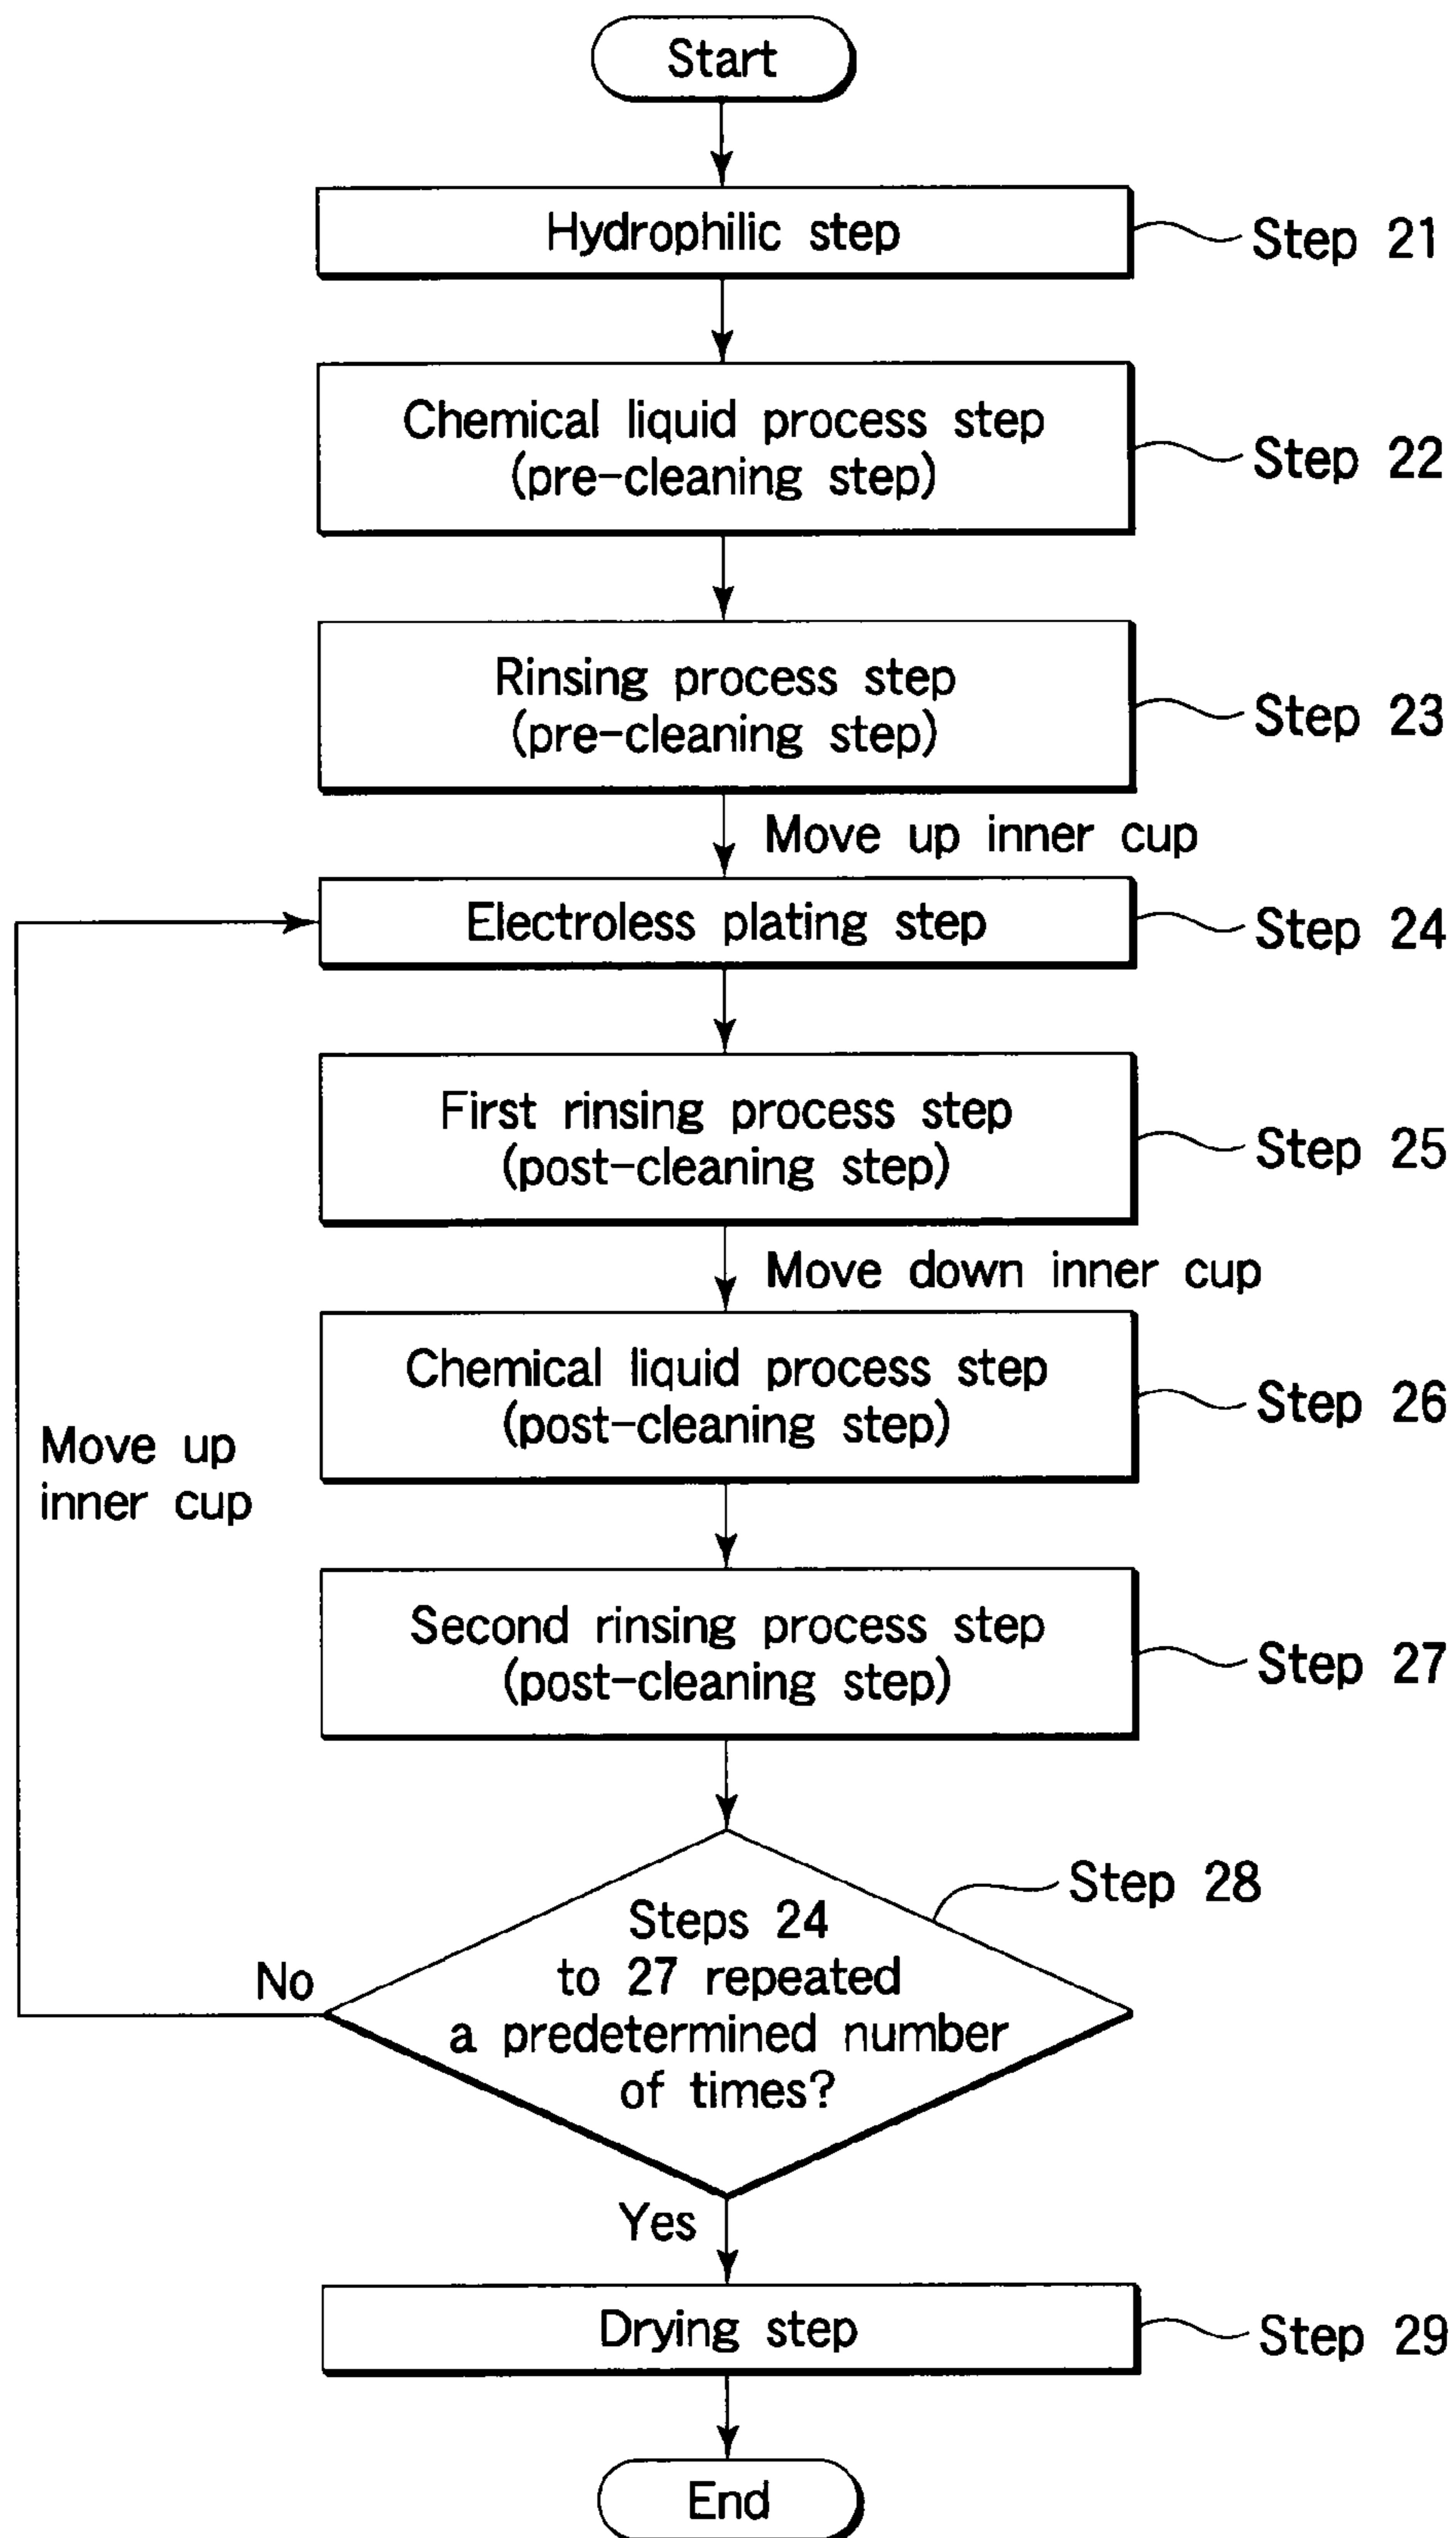 Start
Hydrophilic step
Step 21
Chemical liquid process step
(pre-cleaning step)
Step 22
Rinsing process step
(pre-cleaning step)
Step 23
Move up inner cup
Electroless plating step
Step 24
First rinsing process step
(post-cleaning step)
Step 25
Move down inner cup
Chemical liquid process step
(post-cleaning step)
Step 26
Move up
inner cup
Second rinsing process step
(post-cleaning step)
Step 27
Step 28
Steps 24
to 27 repeated
a predetermined number
of times?
No
Yes
Drying step
Step 29
End